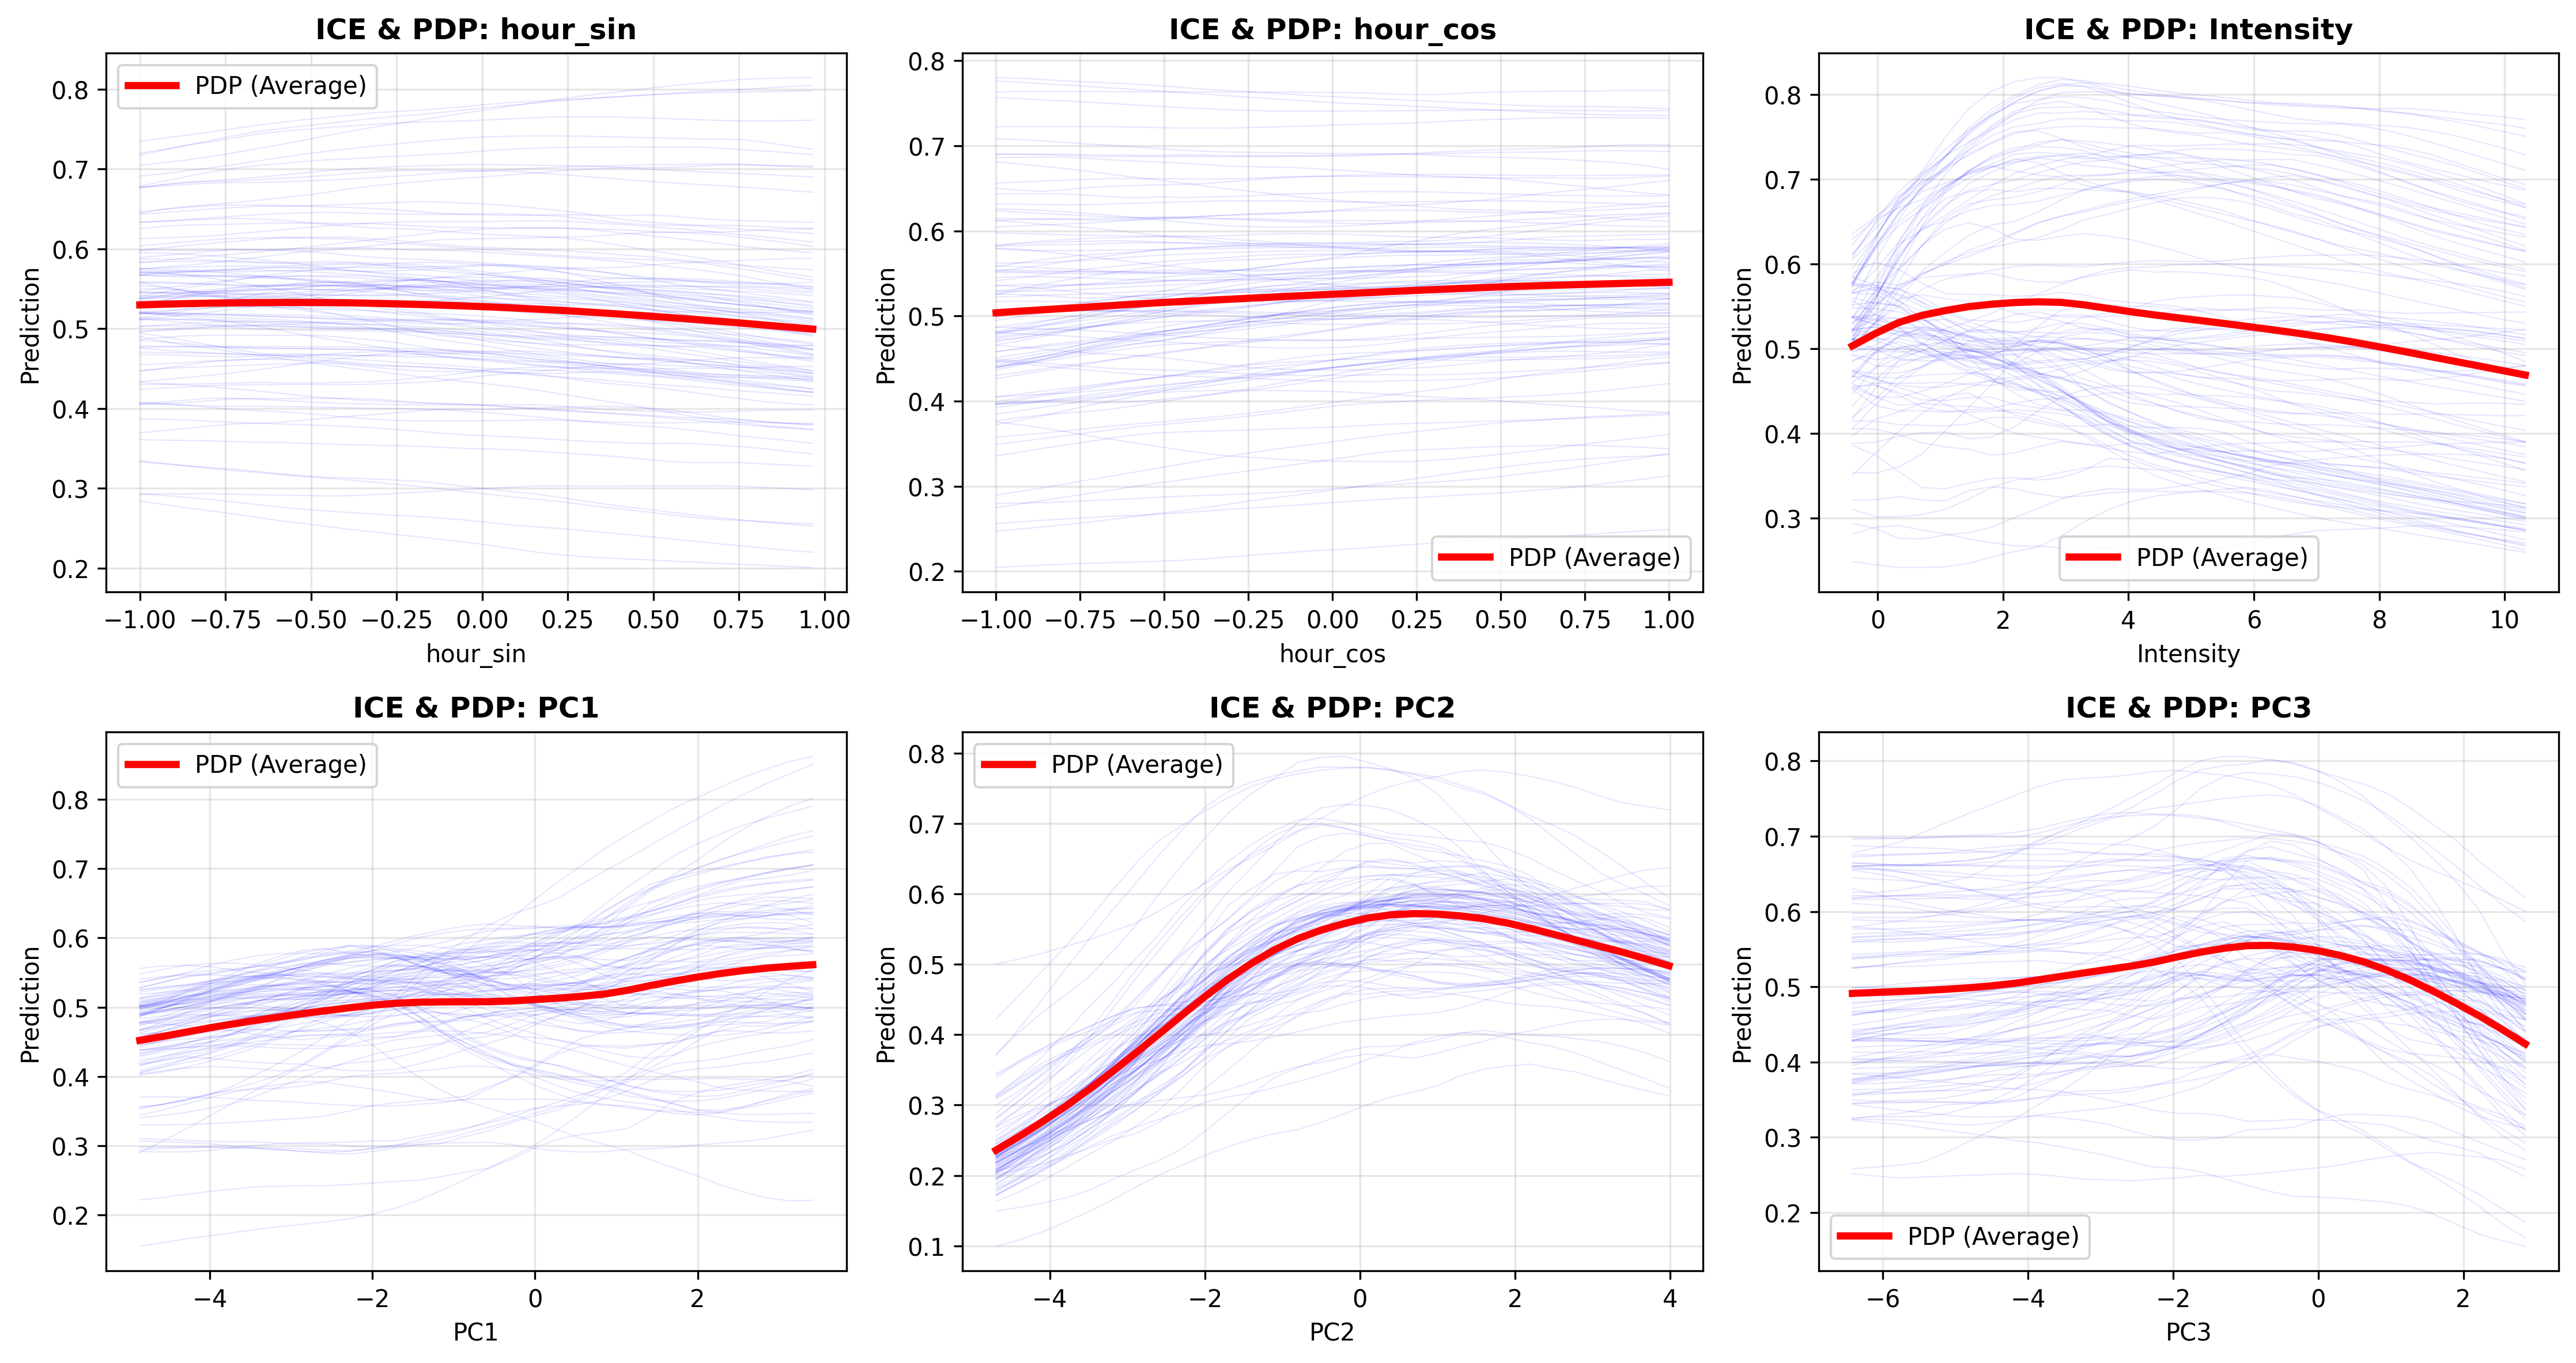 ICE & PDP: hour_sin
PDP (Average)
Prediction
0.8
0.7
0.6
0.5
0.4
0.3
0.2
−1.00 −0.75 −0.50 −0.25 0.00 0.25 0.50 0.75 1.00
hour_sin
ICE & PDP: hour_cos
Prediction
0.8
0.7
0.6
0.5
0.4
0.3
0.2
PDP (Average)
−1.00 −0.75 −0.50 −0.25 0.00 0.25 0.50 0.75 1.00
hour_cos
ICE & PDP: Intensity
Prediction
0.8
0.7
0.6
0.5
0.4
0.3
PDP (Average)
0 2 4 6 8 10
Intensity
ICE & PDP: PC1
PDP (Average)
Prediction
0.8
0.7
0.6
0.5
0.4
0.3
0.2
−4 −2 0 2
PC1
ICE & PDP: PC2
PDP (Average)
Prediction
0.8
0.7
0.6
0.5
0.4
0.3
0.2
0.1
−4 −2 0 2 4
PC2
ICE & PDP: PC3
Prediction
0.8
0.7
0.6
0.5
0.4
0.3
0.2
PDP (Average)
−6 −4 −2 0 2
PC3